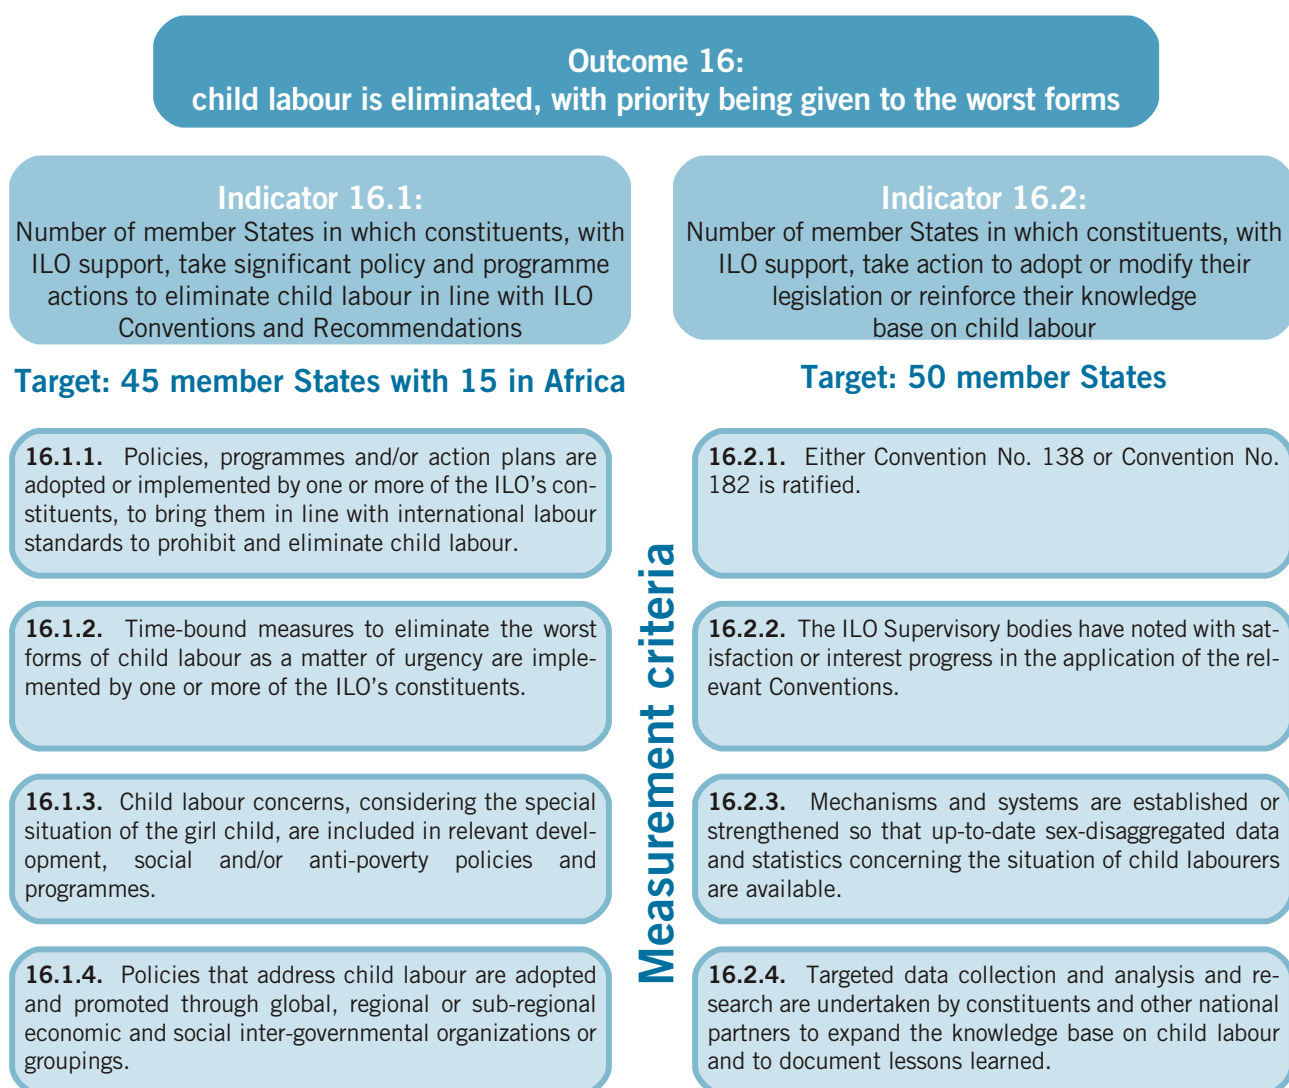 Outcome 16:
child labour is eliminated, with priority being given to the worst forms
Indicator 16.1:
Number of member States in which constituents, with
ILO support, take significant policy and programme
actions to eliminate child labour in line with ILO
Conventions and Recommendations
Target: 45 member States with 15 in Africa
16.1.1. Policies, programmes and/or action plans are
adopted or implemented by one or more of the ILO's con-
stituents, to bring them in line with international labour
standards to prohibit and eliminate child labour.
16.1.2. Time-bound measures to eliminate the worst
forms of child labour as a matter of urgency are imple-
mented by one or more of the ILO's constituents.
16.1.3. Child labour concerns, considering the special
situation of the girl child, are included in relevant devel-
opment, social and/or anti-poverty policies and
programmes.
16.1.4. Policies that address child labour are adopted
and promoted through global, regional or sub-regional
economic and social inter-governmental organizations or
groupings.
Measurement criteria
Indicator 16.2:
Number of member States in which constituents, with
ILO support, take action to adopt or modify their
legislation or reinforce their knowledge
base on child labour
Target: 50 member States
16.2.1. Either Convention No. 138 or Convention No.
182 is ratified.
16.2.2. The ILO Supervisory bodies have noted with sat-
isfaction or interest progress in the application of the rel-
evant Conventions.
16.2.3. Mechanisms and systems are established or
strengthened so that up-to-date sex-disaggregated data
and statistics concerning the situation of child labourers
are available.
16.2.4. Targeted data collection and analysis and re-
search are undertaken by constituents and other national
partners to expand the knowledge base on child labour
and to document lessons learned.